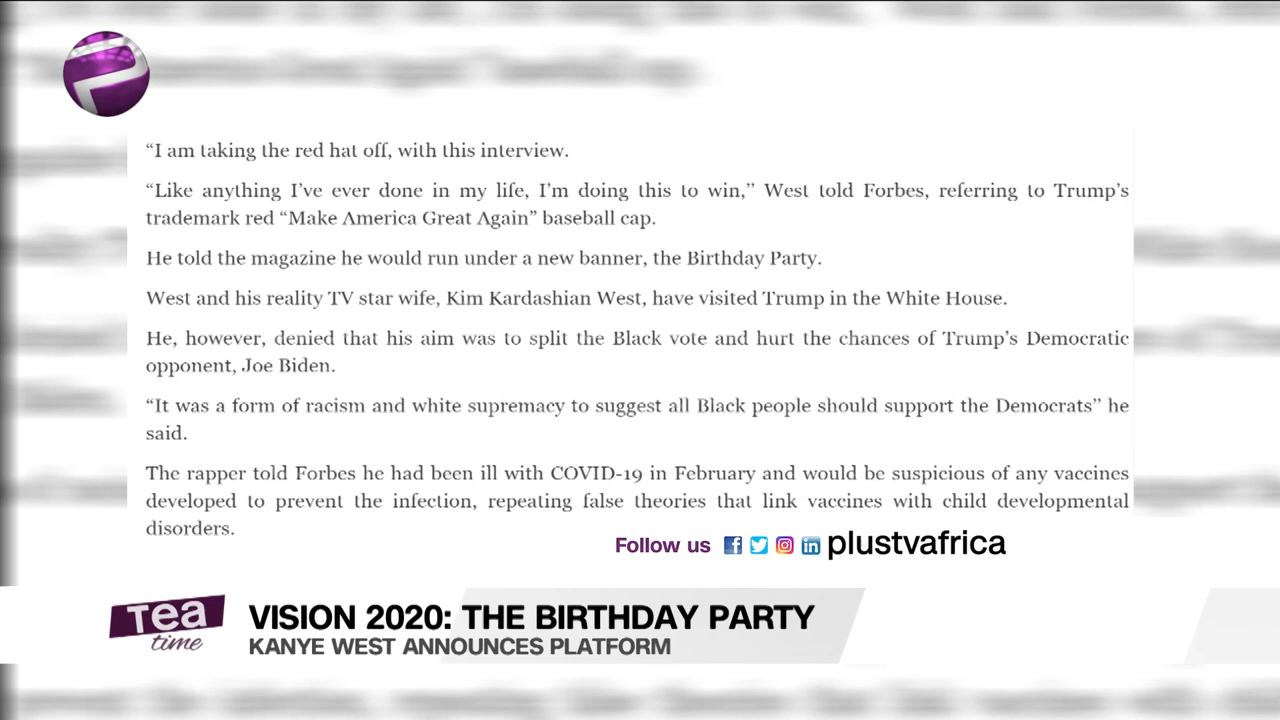 “I am taking the red hat off, with this interview.
“Like anything I’ve ever done in my life, I’m doing this to win,” West told Forbes, referring to Trump’s
trademark red “Make America Great Again” baseball cap.
He told the magazine he would run under a new banner, the Birthday Party.
West and his reality TV star wife, Kim Kardashian West, have visited Trump in the White House.
He, however, denied that his aim was to split the Black vote and hurt the chances of Trump’s Democratic
opponent, Joe Biden.
“It was a form of racism and white supremacy to suggest all Black people should support the Democrats” he
said.
The rapper told Forbes he had been ill with COVID-19 in February and would be suspicious of any vaccines
developed to prevent the infection, repeating false theories that link vaccines with child developmental
disorders.
Follow us plustvafrica
Tea
time
VISION 2020: THE BIRTHDAY PARTY
KANYE WEST ANNOUNCES PLATFORM